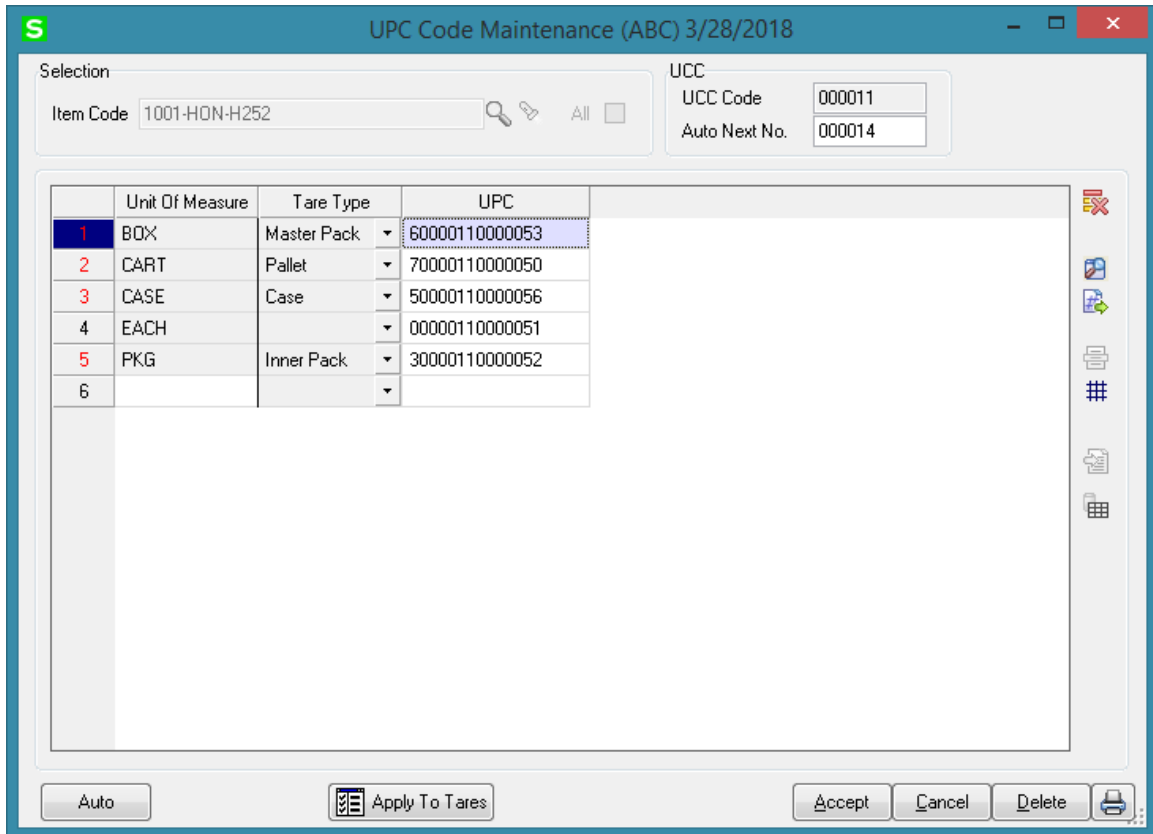 S UPC Code Maintenance (ABC) 3/28/2018
Selection
Item Code 1001-HON-H252 All
UCC
UCC Code 000011
Auto Next No. 000014
Unit Of Measure Tare Type UPC
1 BOX Master Pack 60000110000053
2 CART Pallet 70000110000050
3 CASE Case 50000110000056
4 EACH 00000110000051
5 PKG Inner Pack 30000110000052
6
Auto Apply To Tares Accept Cancel Delete